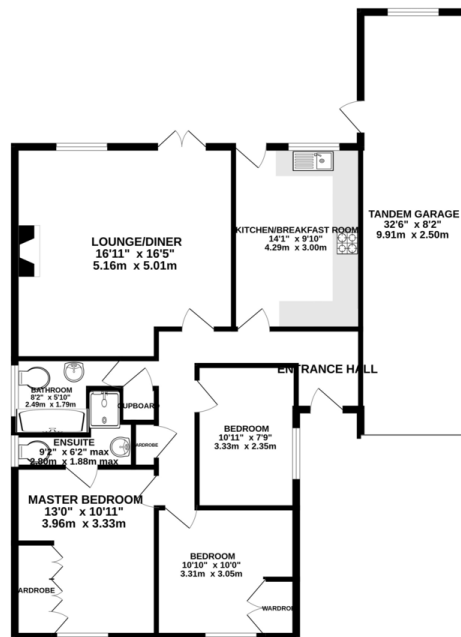 TANDEM GARAGE
32'6" x 8'2"
9.91m x 2.50m
LOUNGE/DINER
16'11" x 16'5"
5.16m x 5.01m
KITCHEN/BREAKFAST ROOM
14'1" x 9'10"
4.29m x 3.00m
ENTRANCE HALL
BATHROOM
8'2" x 5'10"
2.49m x 1.79m
CUPBOARD
BEDROOM
10'11" x 7'9"
3.33m x 2.35m
ENSUITE
9'2" x 6'2" max
2.80m x 1.88m max
ARDROBE
MASTER BEDROOM
13'0" x 10'11"
3.96m x 3.33m
BEDROOM
10'10" x 10'0"
3.31m x 3.05m
ARDROBE
WARDROBE